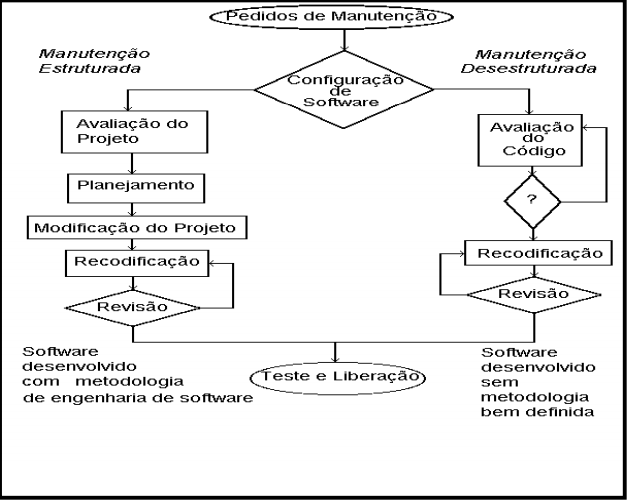 Pedidos de Manutenção
Manutenção
Estruturada
Manutenção
Desestruturada
Configuração
de
Software
Avaliação do
Projeto
Avaliação
do
Código
Planejamento
?
Modificação do Projeto
Recodificação
Recodificação
Revisão
Revisão
Software
desenvolvido
com metodologia
de engenharia de software
Teste e Liberação
Software
desenvolvido
sem
metodologia
bem definida